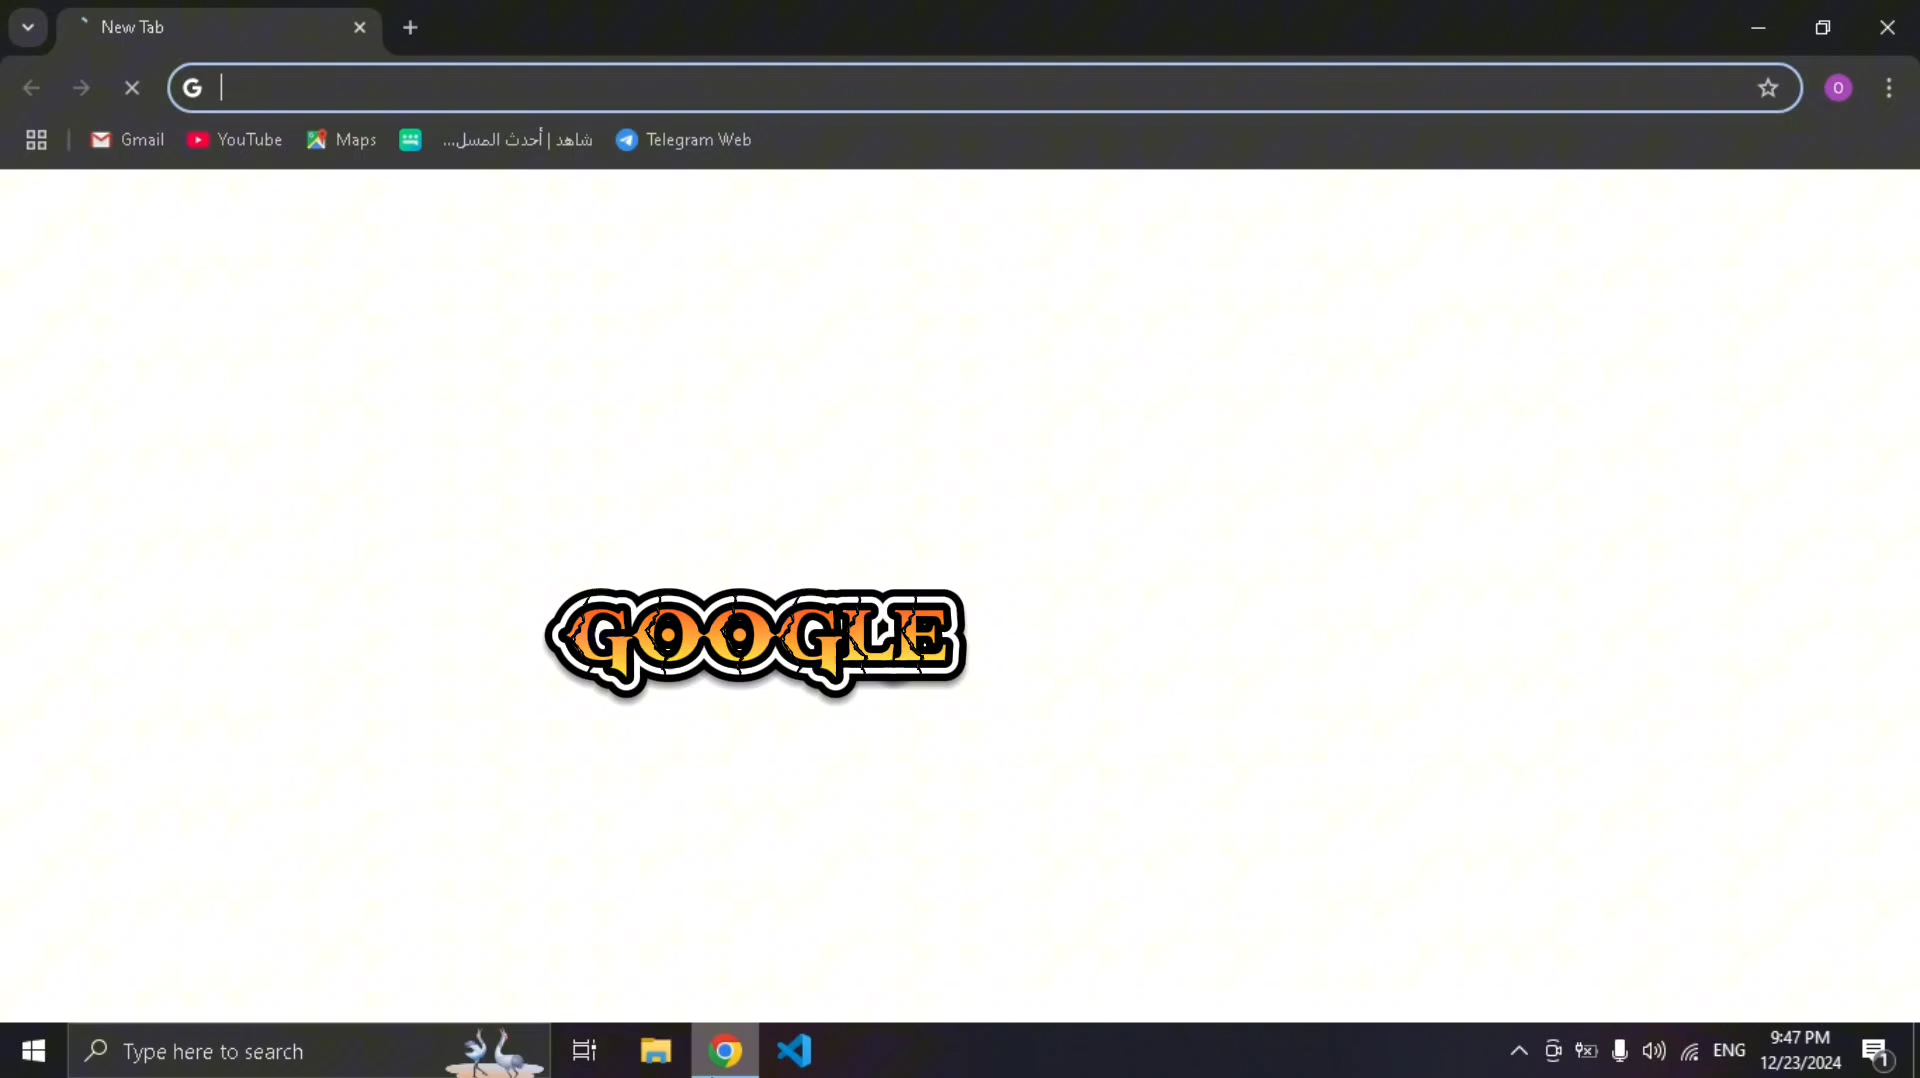 New Tab
Gmail
YouTube
Maps
شاهد | أحدث المسل...
Telegram Web
O
GOOGLE
Type here to search
ENG
9:47 PM
12/23/2024
1